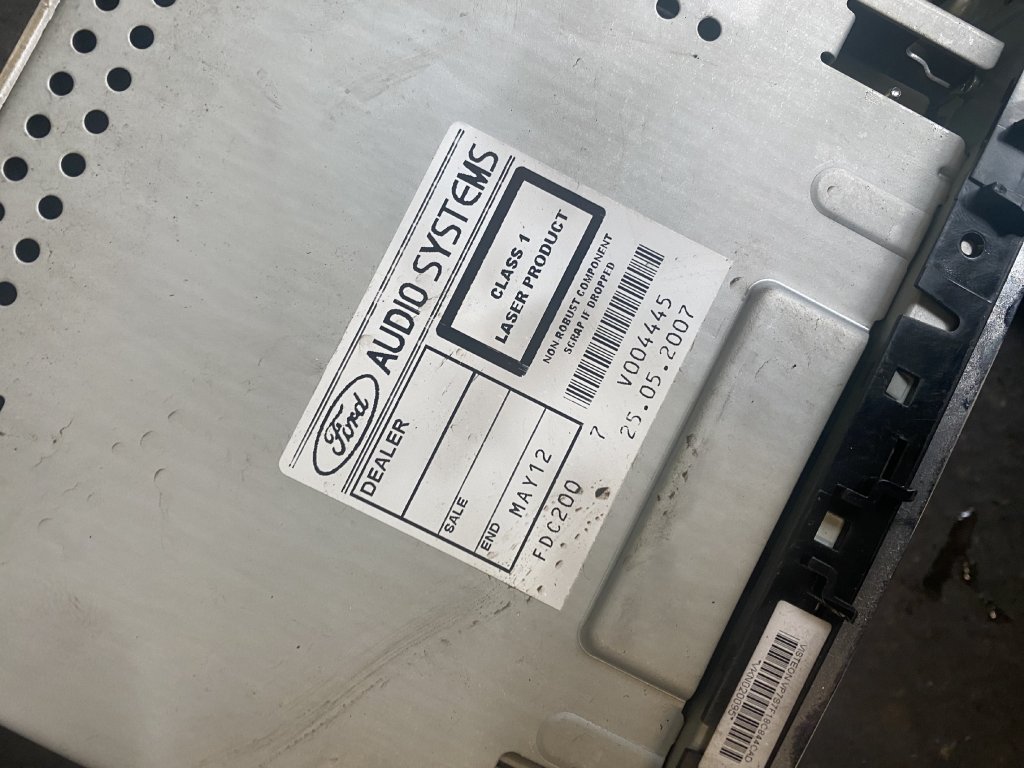 Ford AUDIO SYSTEMS
CLASS 1
LASER PRODUCT
NON ROBUST COMPONENT
SCRAP IF DROPPED
V004445
25.05.2007
DEALER
SALE
END MAY12
FDC200 7
VISTEON